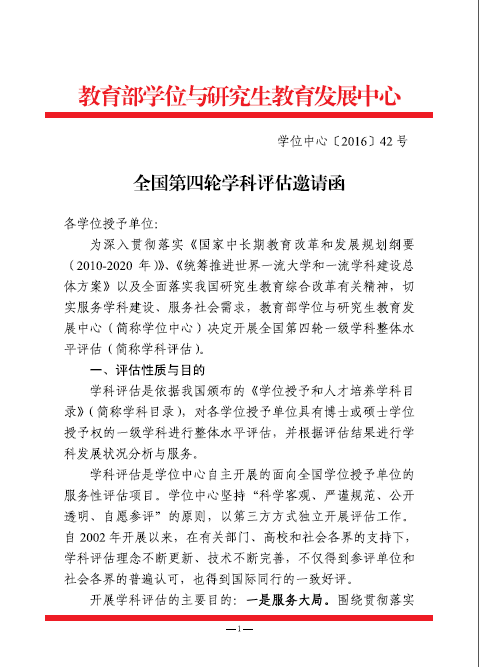 教育部学位与研究生教育发展中心
学位中心〔2016〕42 号
全国第四轮学科评估邀请函
各学位授予单位：
为深入贯彻落实《国家中长期教育改革和发展规划纲要
（2010-2020 年）》、《统筹推进世界一流大学和一流学科建设总
体方案》以及全面落实我国研究生教育综合改革有关精神，切
实服务学科建设、服务社会需求，教育部学位与研究生教育发
展中心（简称学位中心）决定开展全国第四轮一级学科整体水
平评估（简称学科评估）。
一、评估性质与目的
学科评估是依据我国颁布的《学位授予和人才培养学科目
录》（简称学科目录），对各学位授予单位具有博士或硕士学位
授予权的一级学科进行整体水平评估，并根据评估结果进行学
科发展状况分析与服务。
学科评估是学位中心自主开展的面向全国学位授予单位的
服务性评估项目。学位中心坚持“科学客观、严谨规范、公开
透明、自愿参评”的原则，以第三方方式独立开展评估工作。
自 2002 年开展以来，在有关部门、高校和社会各界的支持下，
学科评估理念不断更新、技术不断完善，不仅得到参评单位和
社会各界的普遍认可，也得到国际同行的一致好评。
开展学科评估的主要目的：一是服务大局。围绕贯彻落实
—1—